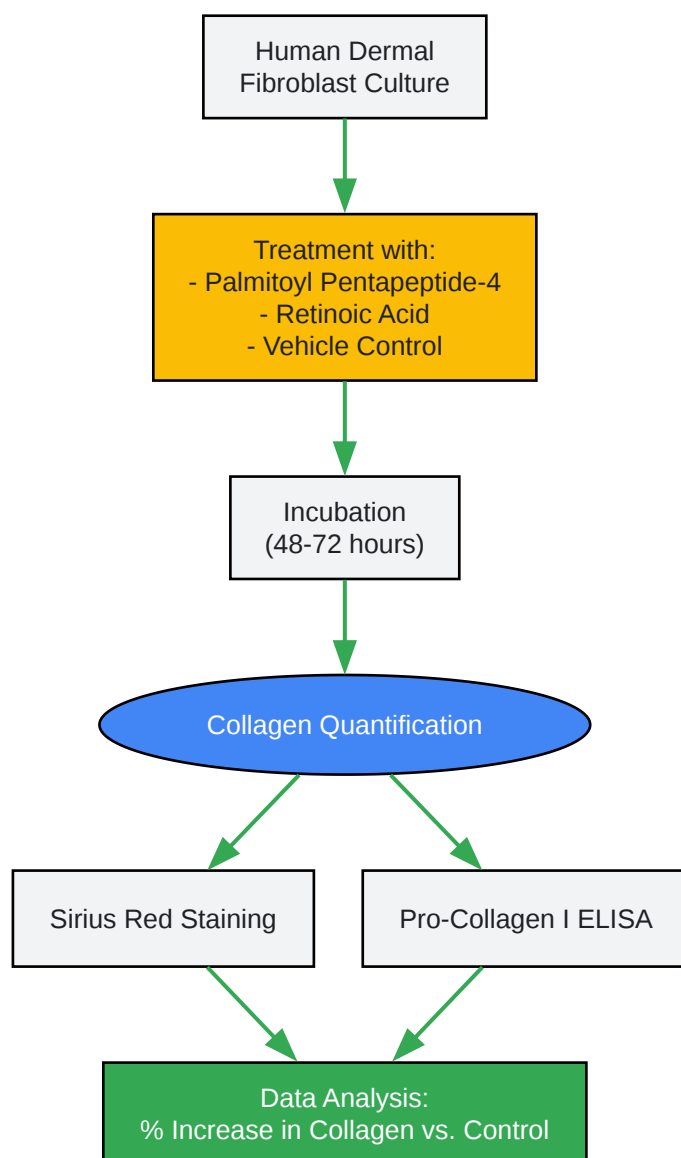 Human Dermal
Fibroblast Culture
Treatment with:
- Palmitoyl Pentapeptide-4
- Retinoic Acid
- Vehicle Control
Incubation
(48-72 hours)
Collagen Quantification
Sirius Red Staining
Pro-Collagen I ELISA
Data Analysis:
% Increase in Collagen vs. Control